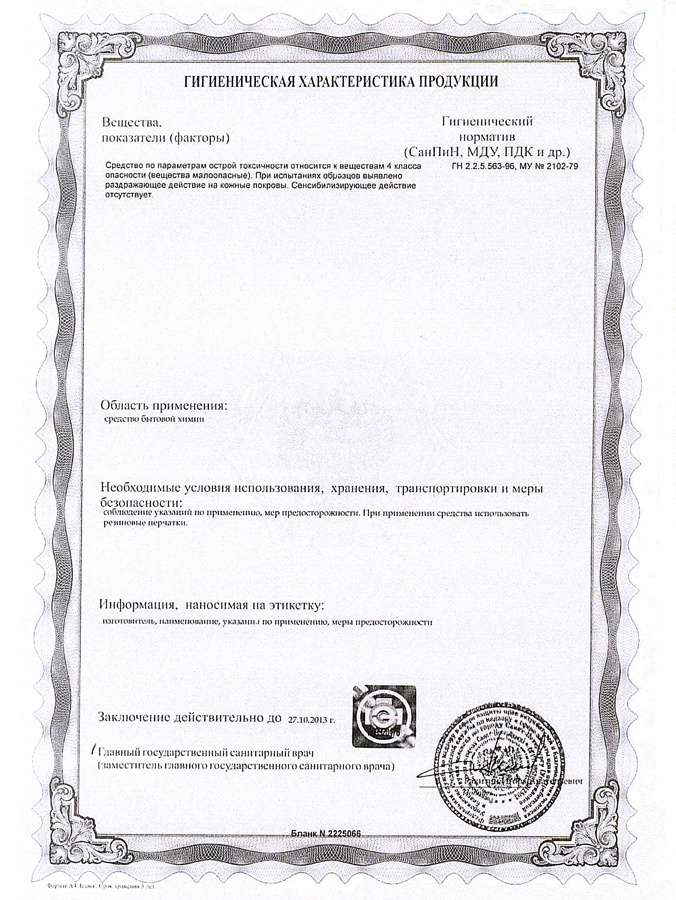 ГИГИЕНИЧЕСКАЯ ХАРАКТЕРИСТИКА ПРОДУКЦИИ
Вещества,
показатели (факторы)
Гигиенический
норматив
(СанПиН, МДУ, ПДК и др.)
Средство по параметрам острой токсичности относится к веществам 4 класса
опасности (вещества малоопасные). При испытаниях образцов выявлено
раздражающее действие на кожные покровы. Сенсибилизирующее действие
отсутствует.
ГН 2.2.5.563-96, МУ № 2102-79
Область применения:
средство бытовой химии
Необходимые условия использования, хранения, транспортировки и меры
безопасности:
соблюдение указаний по применению, мер предосторожности. При применении средства использовать
резиновые перчатки.
Информация, наносимая на этикетку:
изготовитель, наименование, указания по применению, меры предосторожности
Заключение действительно до 27.10.2013 г.
Главный государственный санитарный врач
(заместитель главного государственного санитарного врача)
Бланк N 2225066
Формат А4. Бланк. Срок хранения 5 лет.